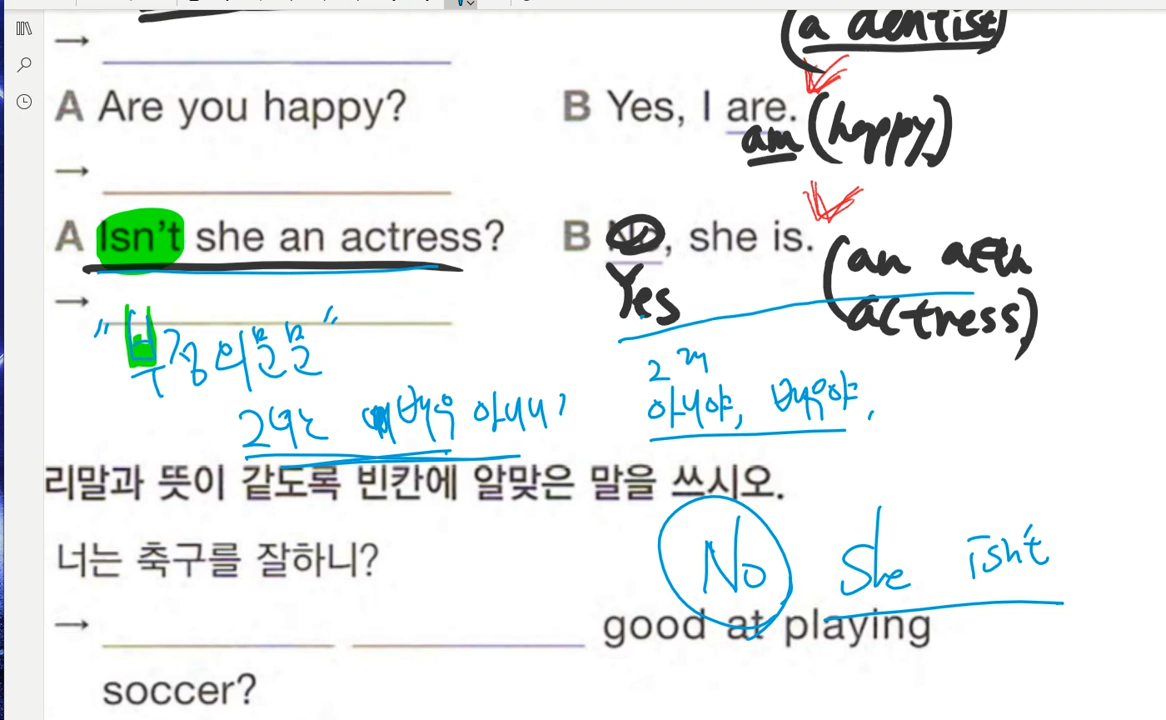 → (a dentist)
A Are you happy? B Yes, I are.
am (happy)
→
A Isn't she an actress? B No, she is.
Yes (an acth
actress)
→
"부정의문문"
그녀는 배우 아니니?
아니야, 배우야.
리말과 뜻이 같도록 빈칸에 알맞은 말을 쓰시오.
No She isn't
너는 축구를 잘하니?
→ good at playing
soccer?